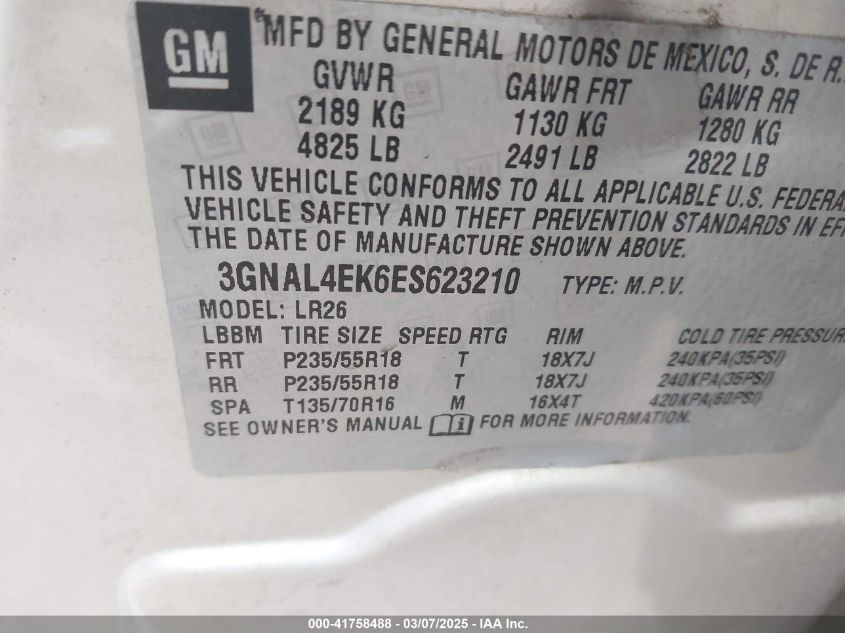 GM
MFD BY GENERAL MOTORS DE MEXICO, S. DE R.
GVWR GAWR FRT GAWR RR
2189 KG 1130 KG 1280 KG
4825 LB 2491 LB 2822 LB
THIS VEHICLE CONFORMS TO ALL APPLICABLE U.S. FEDERA
VEHICLE SAFETY AND THEFT PREVENTION STANDARDS IN EF
THE DATE OF MANUFACTURE SHOWN ABOVE.
3GNAL4EK6ES623210 TYPE: M.P.V.
MODEL: LR26
LBBM TIRE SIZE SPEED RTG RIM COLD TIRE PRESSUR
FRT P235/55R18 T 18X7J 240KPA(35PSI)
RR P235/55R18 T 18X7J 240KPA(35PSI)
SPA T135/70R16 M 16X4T 420KPA(60PSI)
SEE OWNER'S MANUAL FOR MORE INFORMATION.
000-41758488 - 03/07/2025 - IAA Inc.